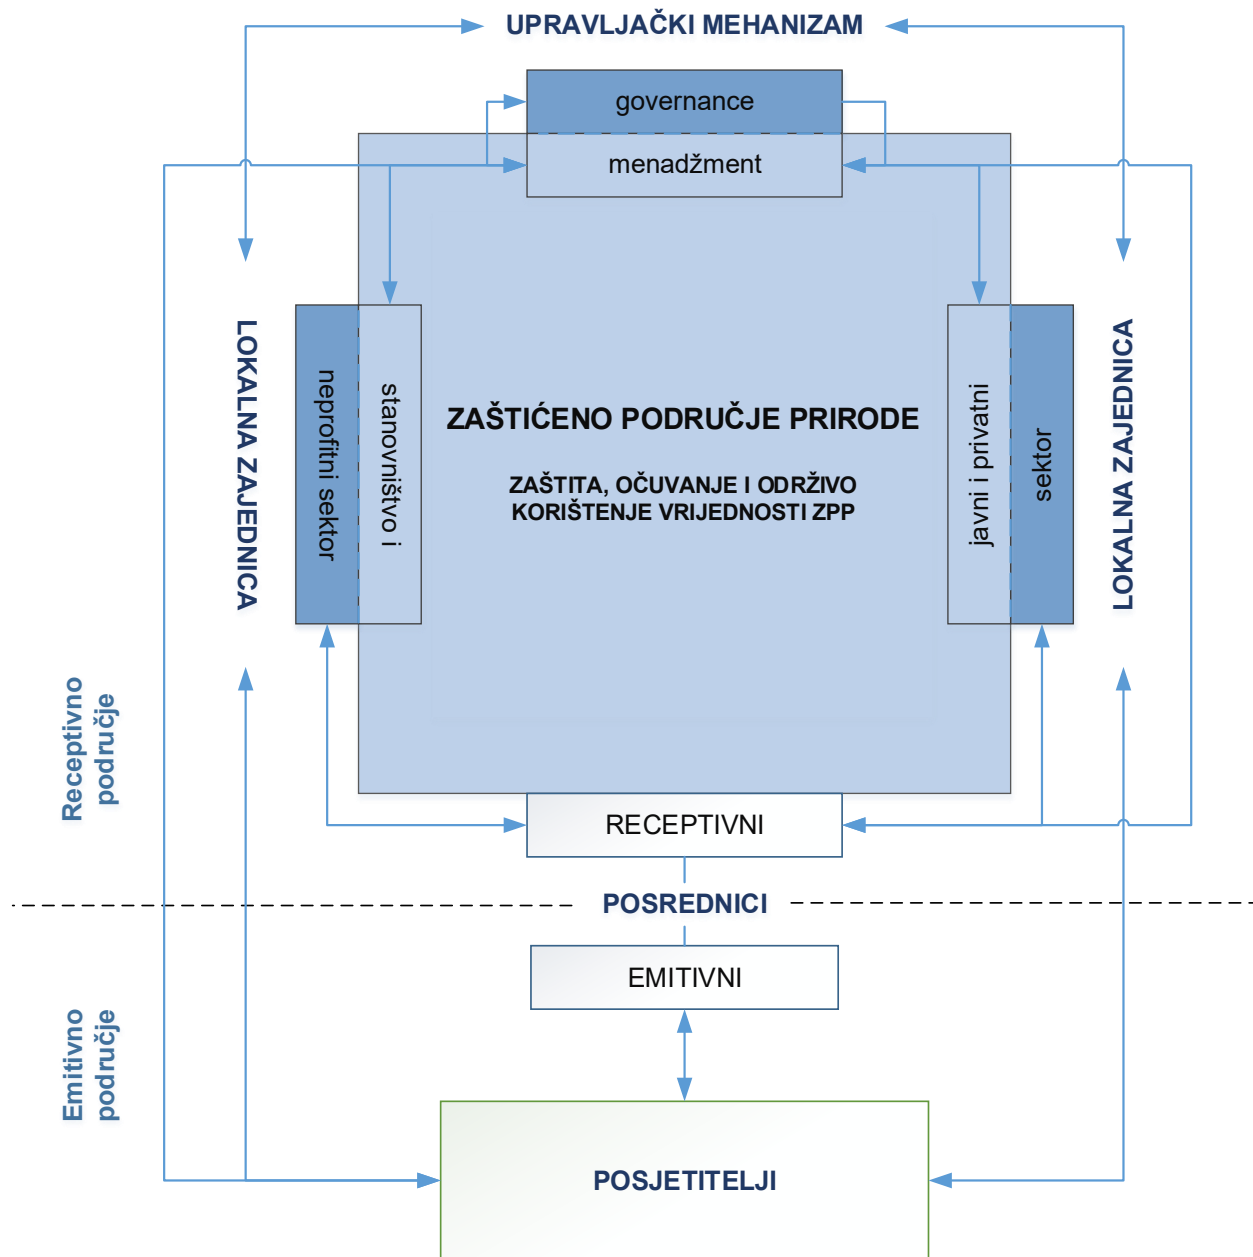 UPRAVLJAČKI MEHANIZAM
governance
menadžment
LOKALNA ZAJEDNICA
neprofitni sektor
stanovništvo i
ZAŠTIĆENO PODRUČJE PRIRODE
ZAŠTITA, OČUVANJE I ODRŽIVO
KORIŠTENJE VRIJEDNOSTI ZPP
javni i privatni
sektor
LOKALNA ZAJEDNICA
Receptivno
područje
RECEPTIVNI
POSREDNICI
EMITIVNI
Emitivno
područje
POSJETITELJI